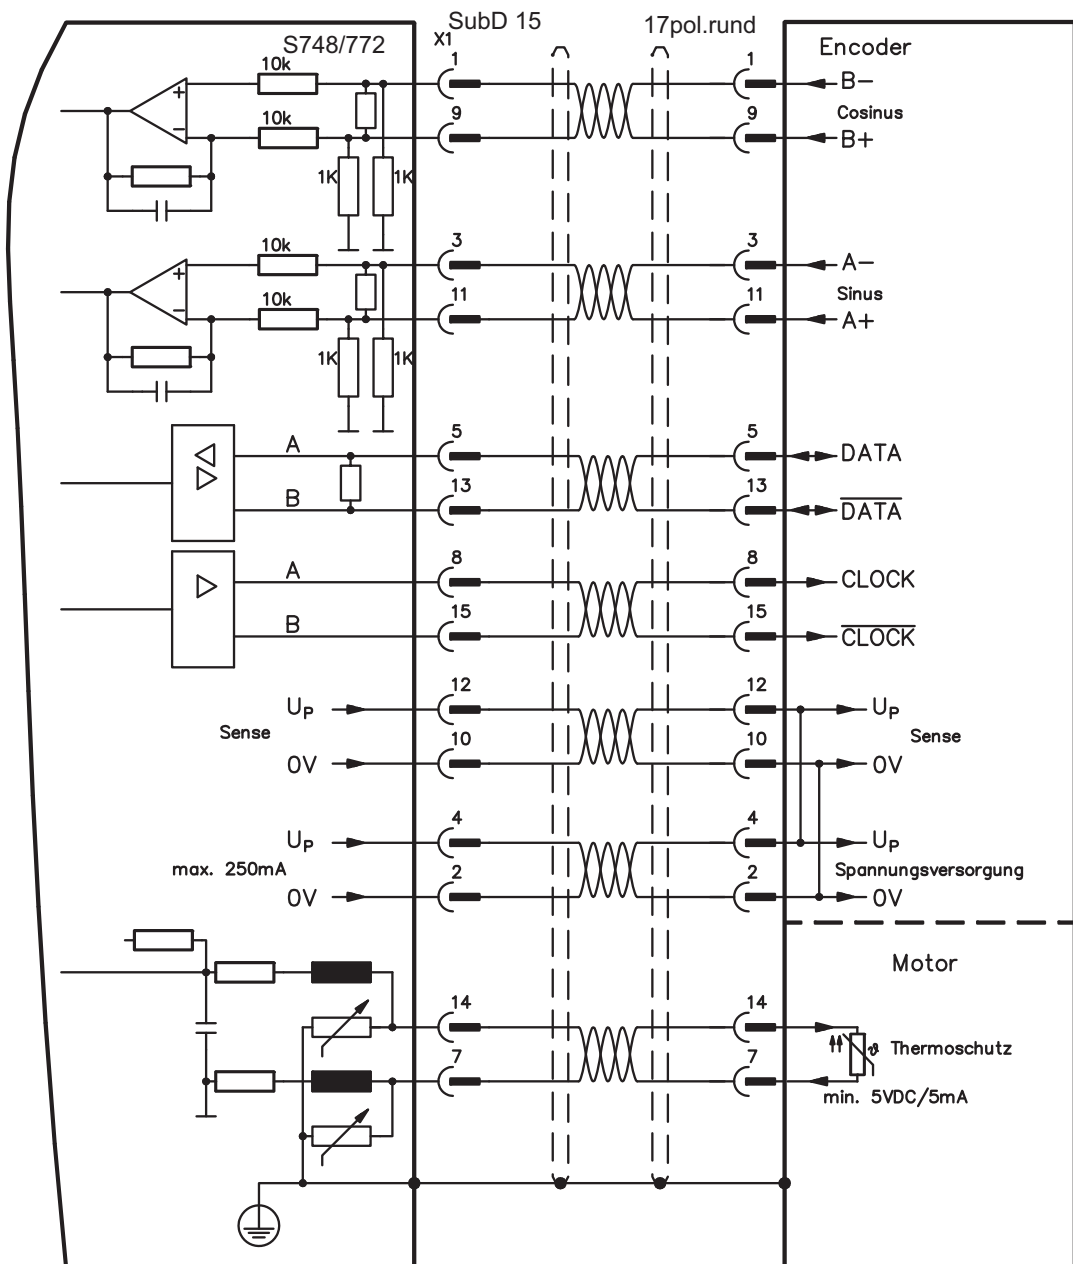 SubD 15
S748/772
X1
17pol.rund
Encoder
10k
1
1
B-
+
Cosinus
-
10k
9
9
B+
1K
1K
10k
3
3
A-
+
Sinus
-
10k
11
11
A+
1K
1K
A
5
5
DATA
B
13
13
D̅A̅T̅A̅
A
8
8
CLOCK
B
15
15
C̅L̅O̅C̅K̅
UP
12
12
UP
Sense
Sense
0V
10
10
0V
UP
4
4
UP
max. 250mA
Spannungsversorgung
0V
2
2
0V
Motor
14
14
ϑ Thermoschutz
7
7
min. 5VDC/5mA